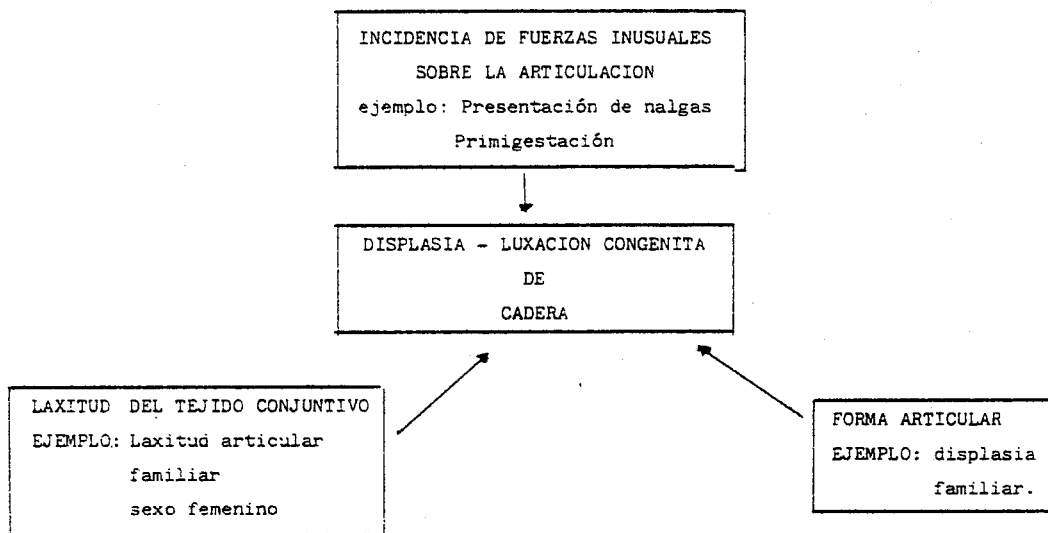 INCIDENCIA DE FUERZAS INUSUALES
SOBRE LA ARTICULACION
ejemplo: Presentación de nalgas
Primigestación
DISPLASIA - LUXACION CONGENITA
DE
CADERA
LAXITUD DEL TEJIDO CONJUNTIVO
EJEMPLO: Laxitud articular
familiar
sexo femenino
FORMA ARTICULAR
EJEMPLO: displasia
familiar.